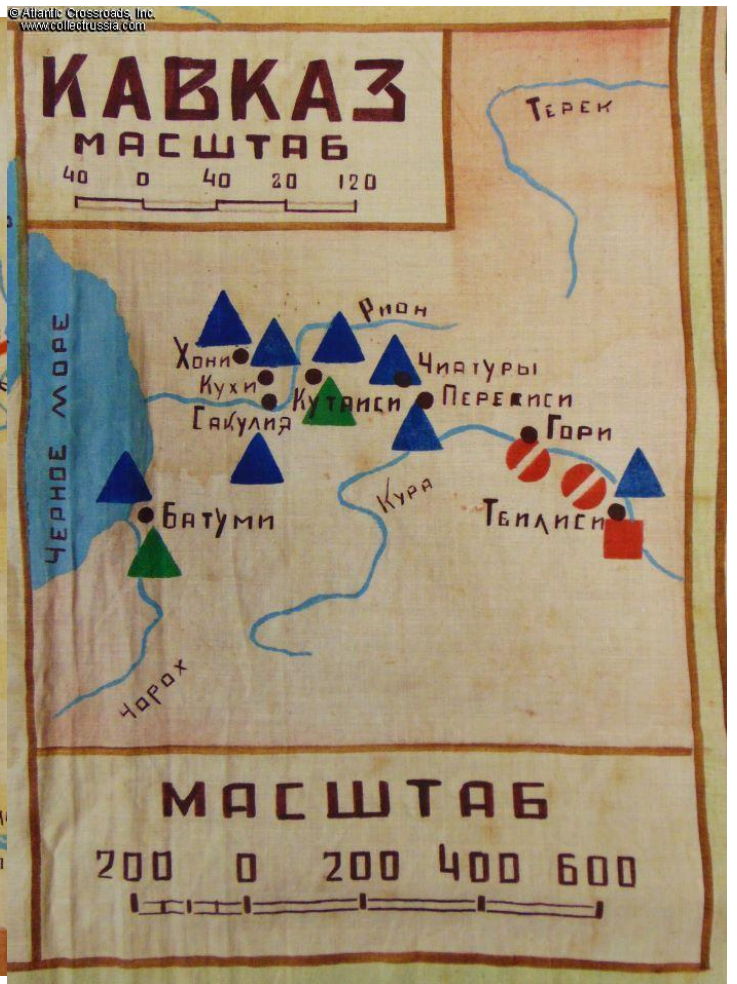 © Atlantic Crossroads, Inc.
www.collectrussia.com
КАВКАЗ
МАСШТАБ
40 0 40 20 120
ТЕРЕК
РИОН
ХОНИ
ЧИАТУРЫ
КУХИ
КУТАИСИ
ПЕРЕВИСИ
САКУЛИЯ
ГОРИ
ЧЕРНОЕ МОРЕ
КУРА
БАТУМИ
ТБИЛИСИ
ЧОРОХ
МАСШТАБ
200 0 200 400 600